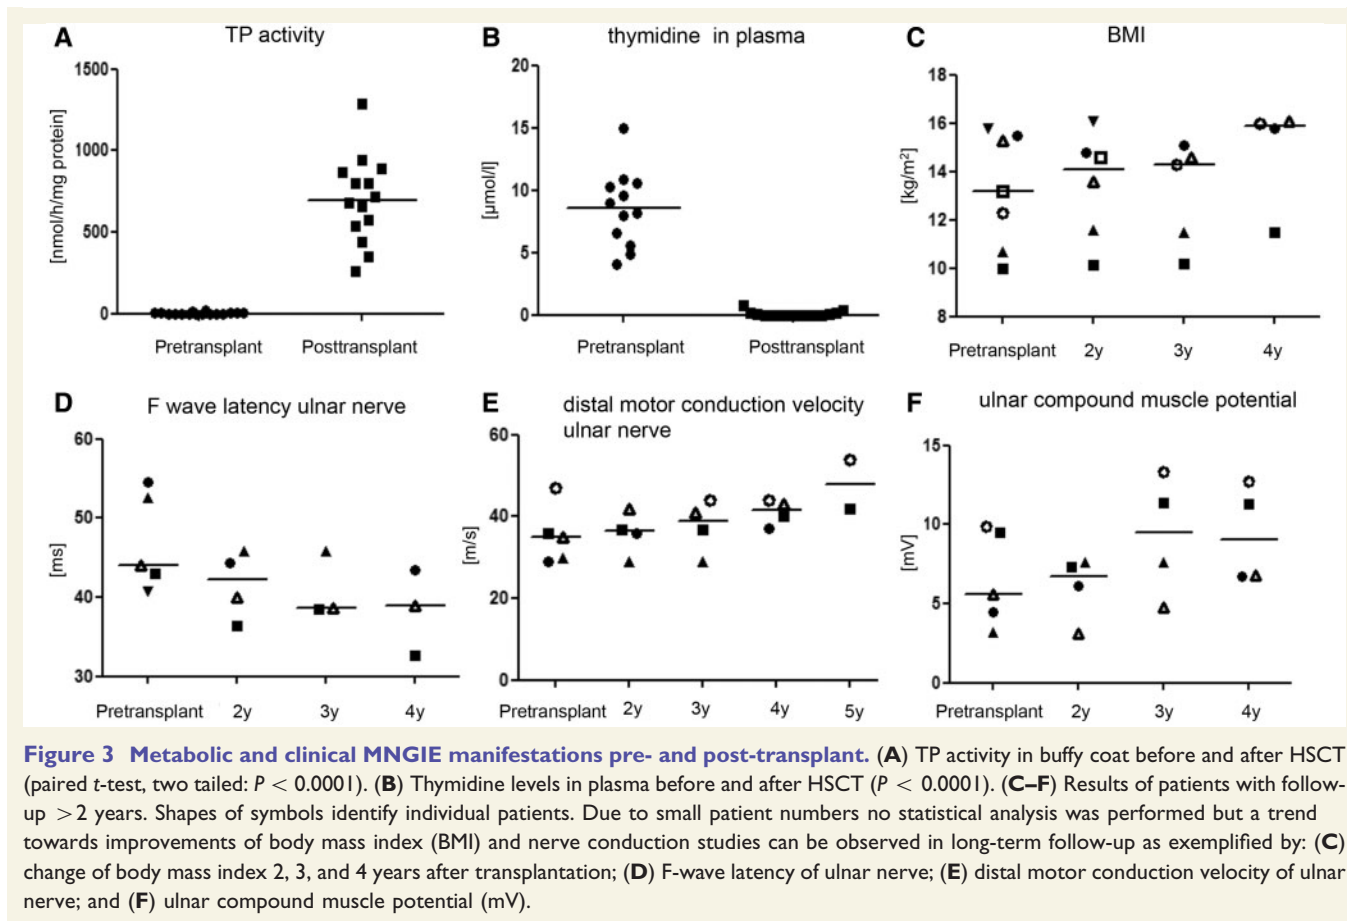 A TP activity
[nmol/h/mg protein]
1500
1000
500
0
Pretransplant Posttransplant
B thymidine in plasma
[µmol/l]
20
15
10
5
0
Pretransplant Posttransplant
C BMI
[kg/m²]
18
16
14
12
10
8
Pretransplant 2y 3y 4y
D F wave latency ulnar nerve
[ms]
60
50
40
30
Pretransplant 2y 3y 4y
E distal motor conduction velocity
ulnar nerve
[m/s]
60
40
20
0
Pretransplant 2y 3y 4y 5y
F ulnar compound muscle potential
[mV]
15
10
5
0
Pretransplant 2y 3y 4y
Figure 3 Metabolic and clinical MNGIE manifestations pre- and post-transplant. (A) TP activity in buffy coat before and after HSCT
(paired t-test, two tailed: P < 0.0001). (B) Thymidine levels in plasma before and after HSCT (P < 0.0001). (C–F) Results of patients with follow-
up >2 years. Shapes of symbols identify individual patients. Due to small patient numbers no statistical analysis was performed but a trend
towards improvements of body mass index (BMI) and nerve conduction studies can be observed in long-term follow-up as exemplified by: (C)
change of body mass index 2, 3, and 4 years after transplantation; (D) F-wave latency of ulnar nerve; (E) distal motor conduction velocity of ulnar
nerve; and (F) ulnar compound muscle potential (mV).